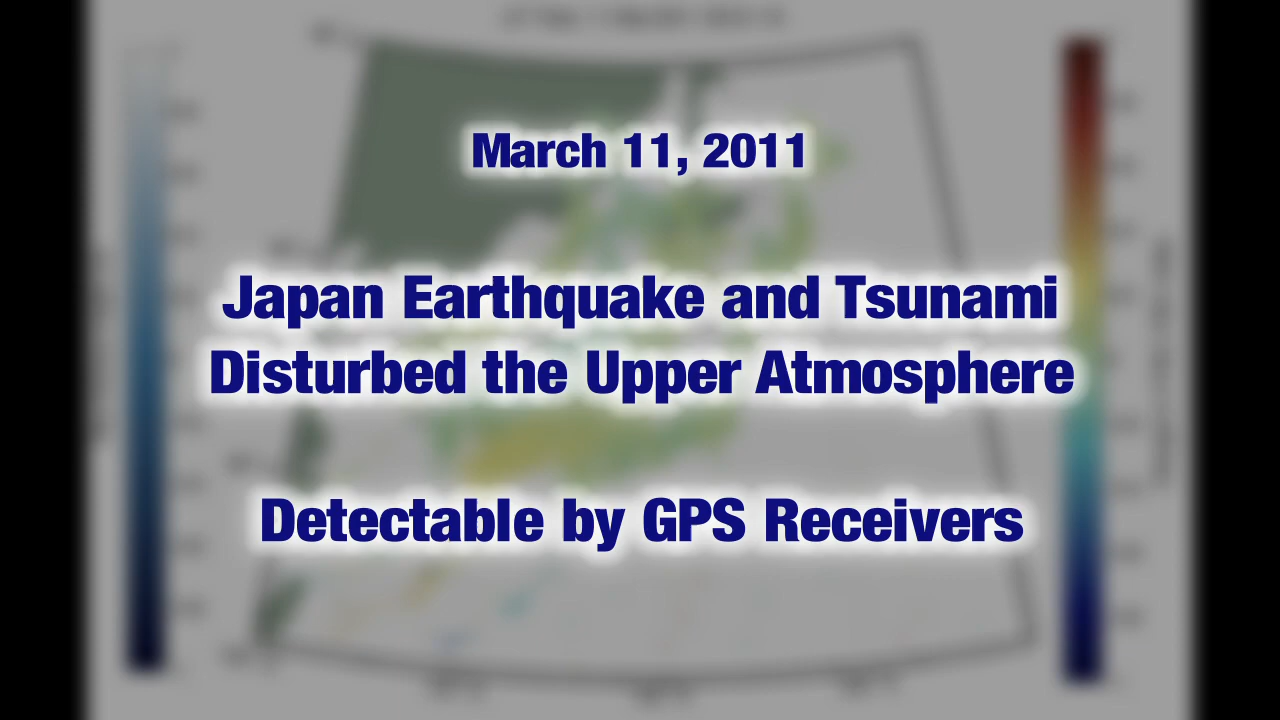 March 11, 2011
Japan Earthquake and Tsunami
Disturbed the Upper Atmosphere
Detectable by GPS Receivers